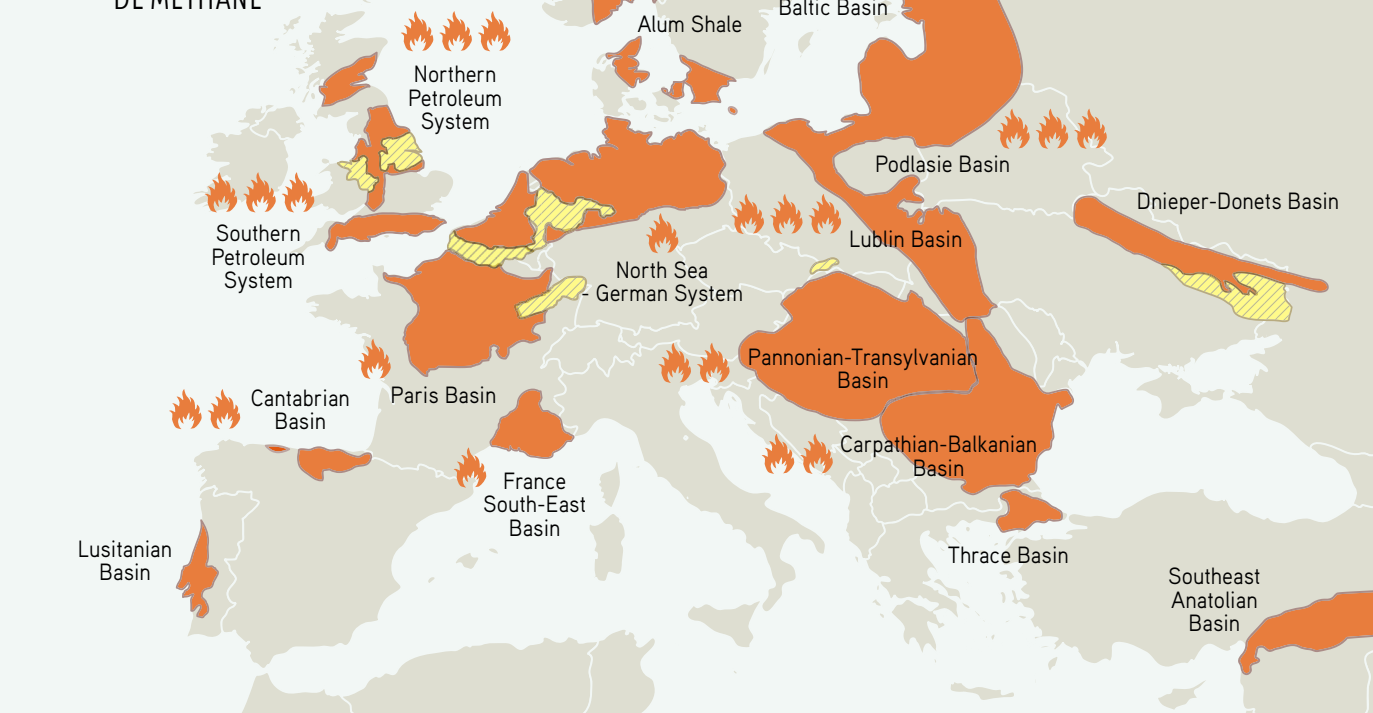 DE MÉTHANE
Baltic Basin
Alum Shale
Northern
Petroleum
System
Podlasie Basin
Dnieper-Donets Basin
Southern
Petroleum
System
Lublin Basin
North Sea
- German System
Pannonian-Transylvanian
Basin
Paris Basin
Cantabrian
Basin
Carpathian-Balkanian
Basin
France
South-East
Basin
Lusitanian
Basin
Thrace Basin
Southeast
Anatolian
Basin